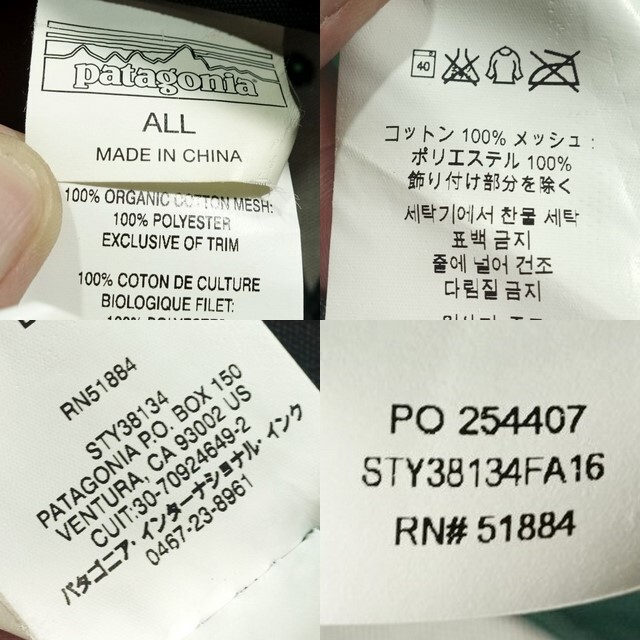 patagonia
ALL
MADE IN CHINA
100% ORGANIC COTTON MESH:
100% POLYESTER
EXCLUSIVE OF TRIM
100% COTON DE CULTURE
BIOLOGIQUE FILET:
100% POLYESTER
40
コットン 100% メッシュ:
ポリエステル 100%
飾り付け部分を除く
세탁기에서 찬물 세탁
표백 금지
줄에 널어 건조
다림질 금지
RN51884
STY38134
PATAGONIA P.O. BOX 150
VENTURA, CA 93002 US
CUIT:30-70924649-2
パタゴニア・インターナショナル・インク
0467-23-8961
PO 254407
STY38134FA16
RN# 51884